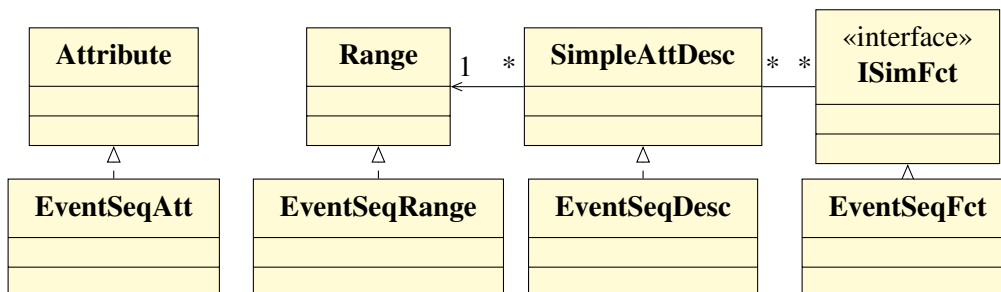 Attribute
Range
1
*
SimpleAttDesc
*
*
«interface»
ISimFct
EventSeqAtt
EventSeqRange
EventSeqDesc
EventSeqFct